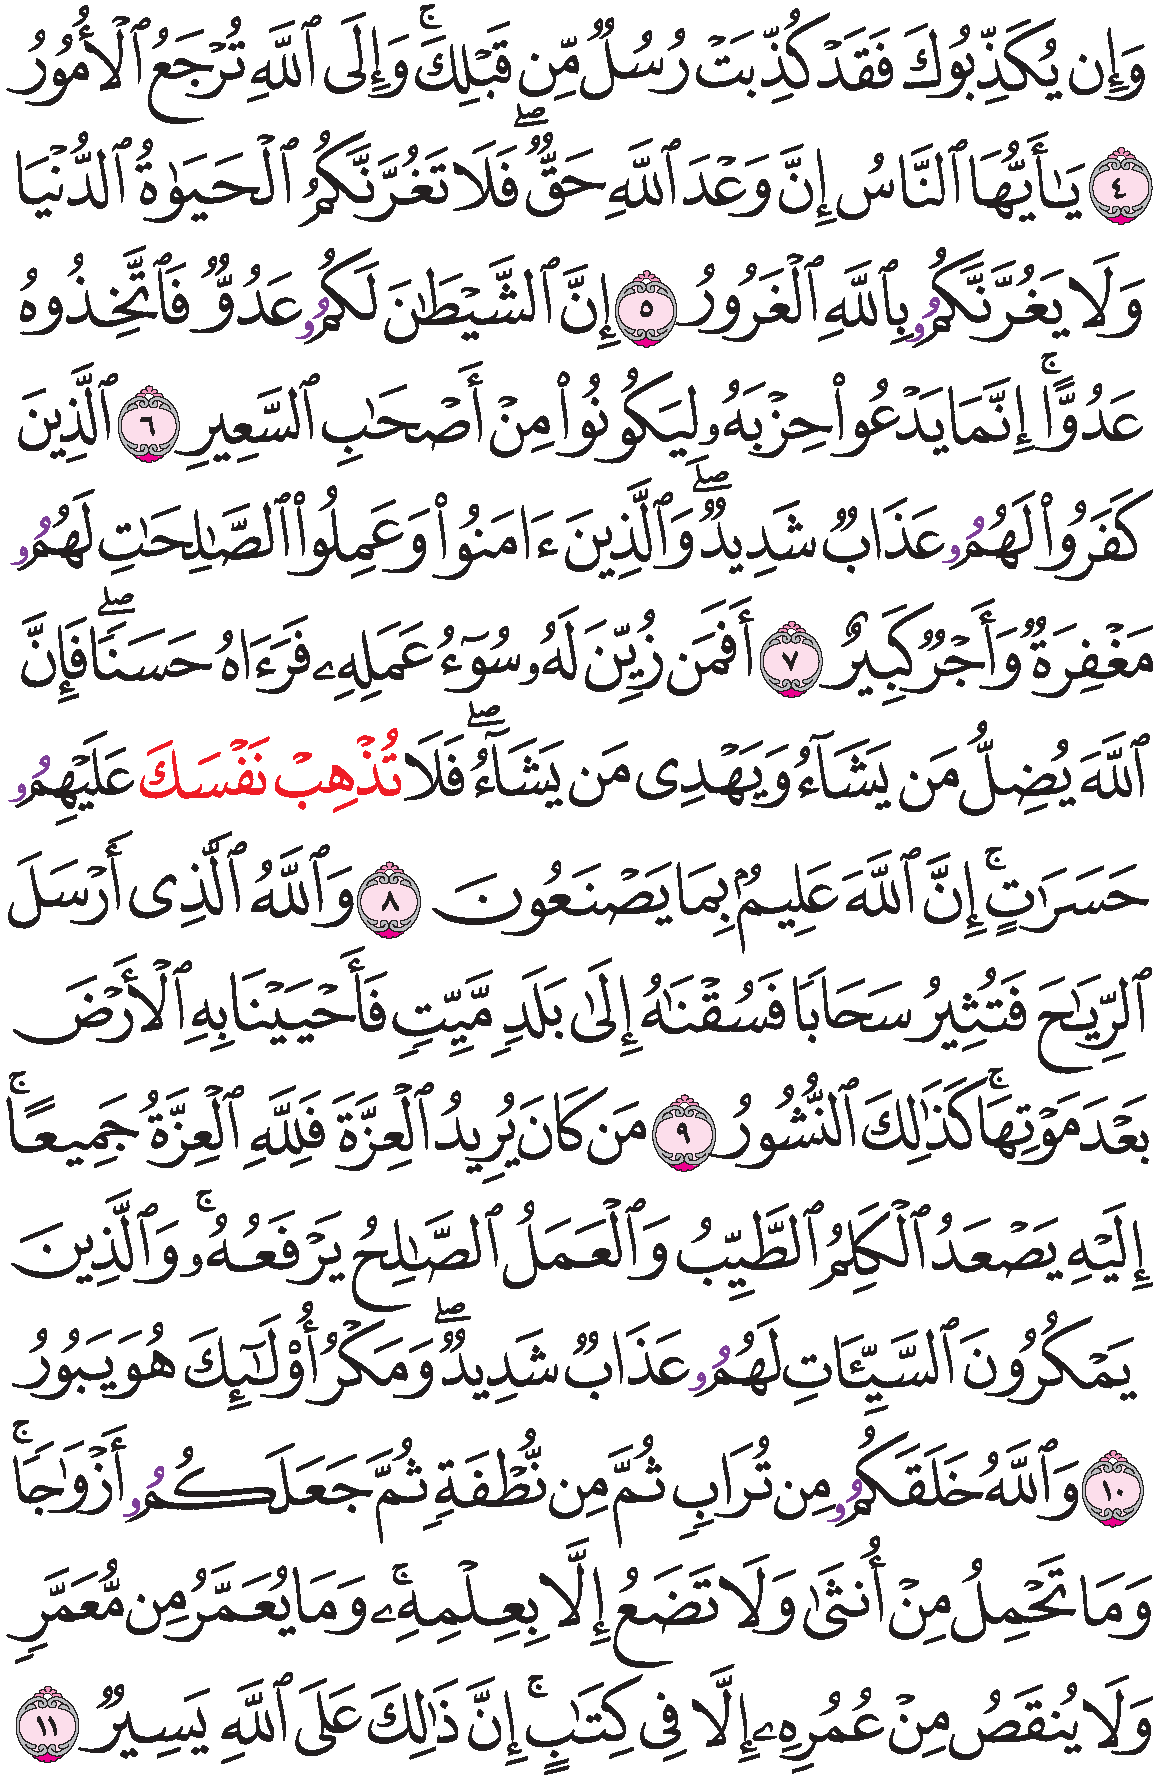 وَإِن يُكَذِّبُوكَ فَقَدْ كُذِّبَتْ رُسُلٌ مِّن قَبْلِكَ ۚ وَإِلَى ٱللَّهِ تُرْجَعُ ٱلْأُمُورُ
٤ يَـٰٓأَيُّهَا ٱلنَّاسُ إِنَّ وَعْدَ ٱللَّهِ حَقٌّ ۖ فَلَا تَغُرَّنَّكُمُ ٱلْحَيَوٰةُ ٱلدُّنْيَا
وَلَا يَغُرَّنَّكُمُۥ بِٱللَّهِ ٱلْغَرُورُ ٥ إِنَّ ٱلشَّيْطَـٰنَ لَكُمُۥ عَدُوٌّ فَٱتَّخِذُوهُ
عَدُوًّا ۚ إِنَّمَا يَدْعُوا۟ حِزْبَهُۥ لِيَكُونُوا۟ مِنْ أَصْحَـٰبِ ٱلسَّعِيرِ ٦ ٱلَّذِينَ
كَفَرُوا۟ لَهُمُۥ عَذَابٌ شَدِيدٌ ۖ وَٱلَّذِينَ ءَامَنُوا۟ وَعَمِلُوا۟ ٱلصَّـٰلِحَـٰتِ لَهُمُۥ
مَغْفِرَةٌ وَأَجْرٌ كَبِيرٌ ٧ أَفَمَن زُيِّنَ لَهُۥ سُوٓءُ عَمَلِهِۦ فَرَءَاهُ حَسَنًا ۖ فَإِنَّ
ٱللَّهَ يُضِلُّ مَن يَشَآءُ وَيَهْدِى مَن يَشَآءُ ۖ فَلَا تُذْهِبْ نَفْسَكَ عَلَيْهِمُۥ
حَسَرَٰتٍ ۚ إِنَّ ٱللَّهَ عَلِيمٌۢ بِمَا يَصْنَعُونَ ٨ وَٱللَّهُ ٱلَّذِىٓ أَرْسَلَ
ٱلرِّيَـٰحَ فَتُثِيرُ سَحَابًا فَسُقْنَـٰهُ إِلَىٰ بَلَدٍ مَّيِّتٍ فَأَحْيَيْنَا بِهِ ٱلْأَرْضَ
بَعْدَ مَوْتِهَا ۚ كَذَٰلِكَ ٱلنُّشُورُ ٩ مَن كَانَ يُرِيدُ ٱلْعِزَّةَ فَلِلَّهِ ٱلْعِزَّةُ جَمِيعًا ۚ
إِلَيْهِ يَصْعَدُ ٱلْكَلِمُ ٱلطَّيِّبُ وَٱلْعَمَلُ ٱلصَّـٰلِحُ يَرْفَعُهُۥ ۚ وَٱلَّذِينَ
يَمْكُرُونَ ٱلسَّيِّـَٔاتِ لَهُمُۥ عَذَابٌ شَدِيدٌ ۖ وَمَكْرُ أُو۟لَـٰٓئِكَ هُوَ يَبُورُ
١٠ وَٱللَّهُ خَلَقَكُمُۥ مِن تُرَابٍ ثُمَّ مِن نُّطْفَةٍ ثُمَّ جَعَلَكُمُۥ أَزْوَٰجًا ۚ
وَمَا تَحْمِلُ مِنْ أُنثَىٰ وَلَا تَضَعُ إِلَّا بِعِلْمِهِۦ ۚ وَمَا يُعَمَّرُ مِن مُّعَمَّرٍ
وَلَا يُنقَصُ مِنْ عُمُرِهِۦٓ إِلَّا فِى كِتَـٰبٍ ۚ إِنَّ ذَٰلِكَ عَلَى ٱللَّهِ يَسِيرٌ ١١